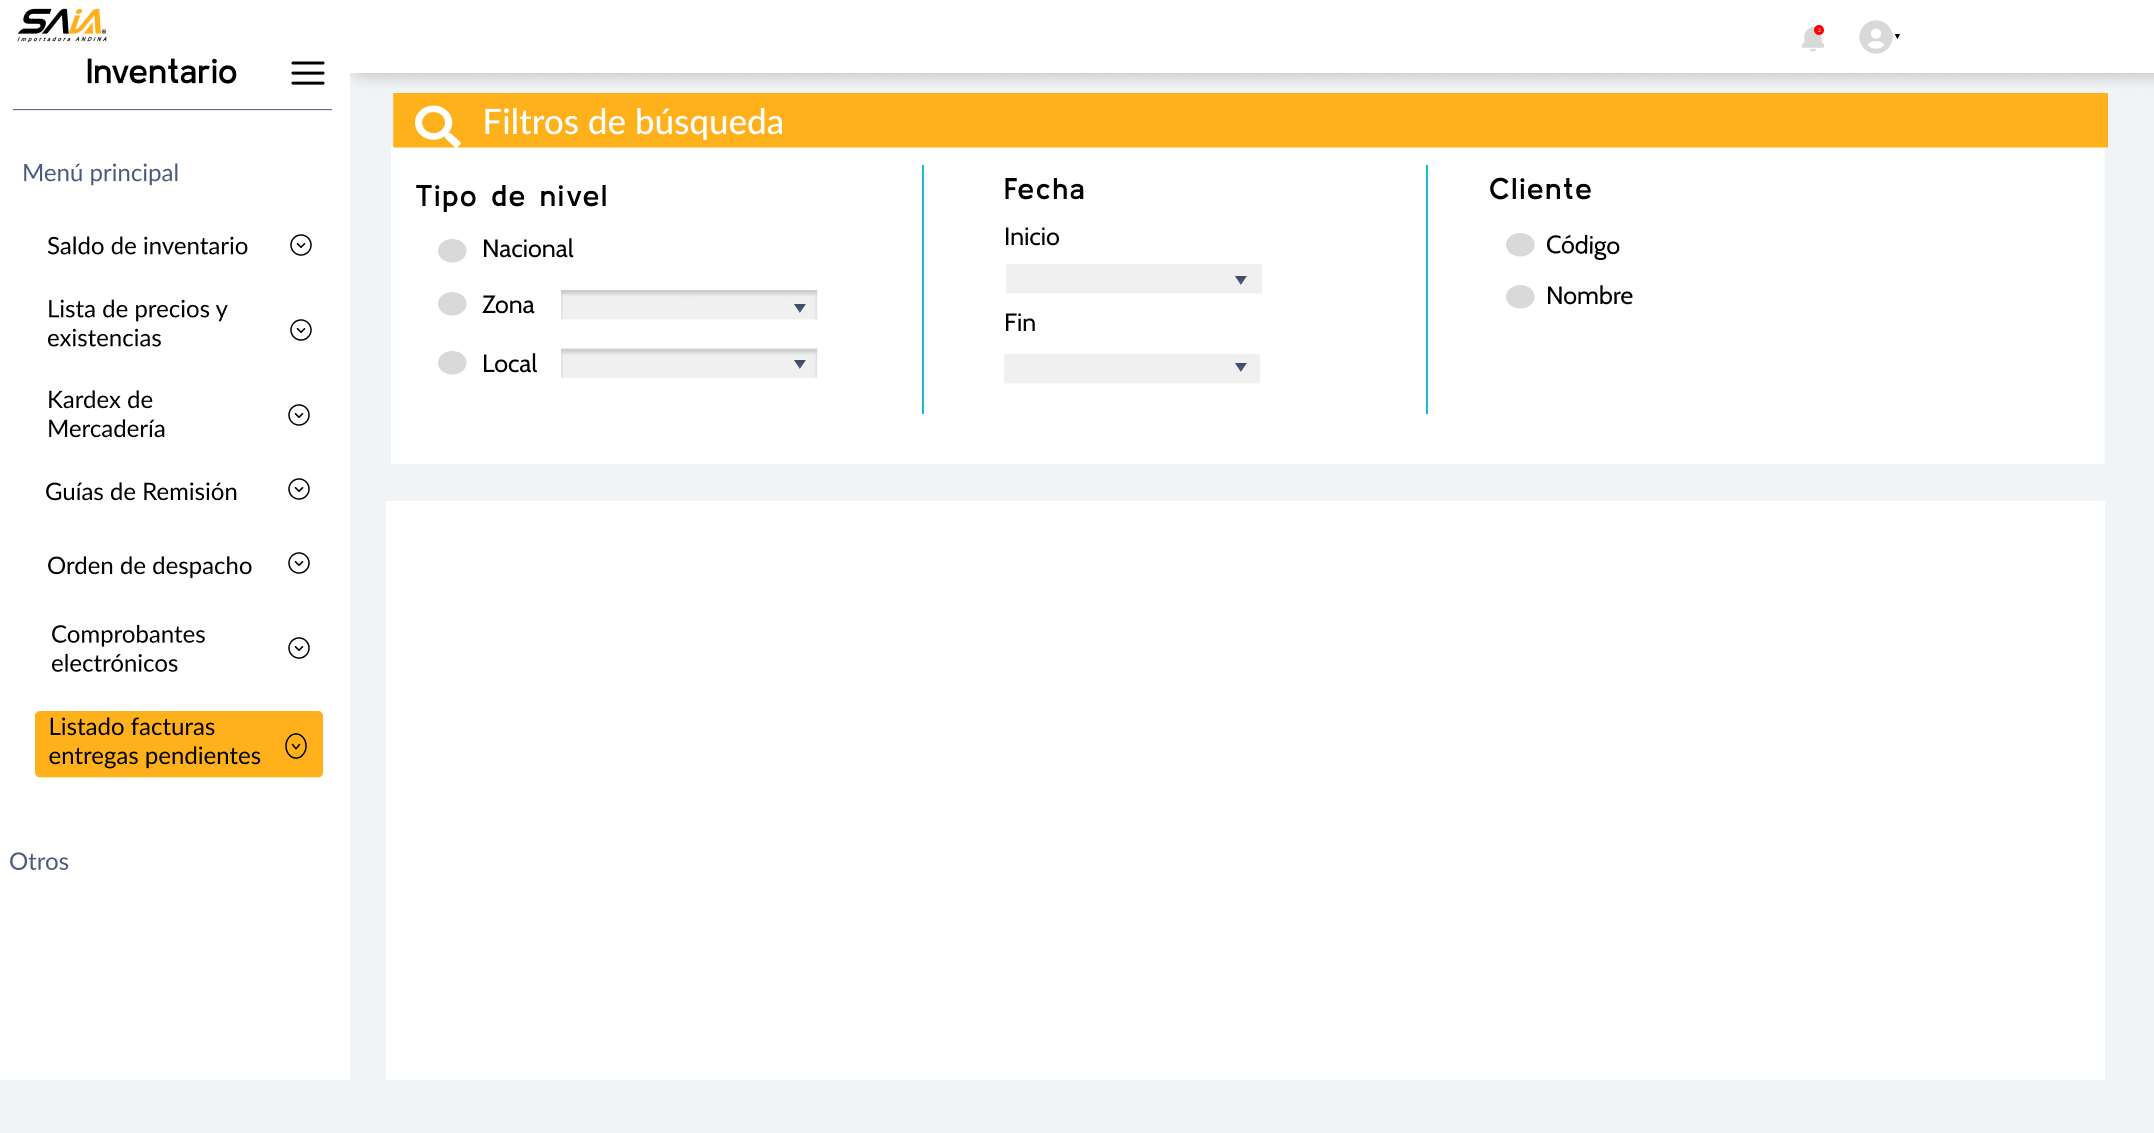 SAiA
Importadora ANDINA
Inventario
Menú principal
Saldo de inventario
Lista de precios y
existencias
Kardex de
Mercadería
Guías de Remisión
Orden de despacho
Comprobantes
electrónicos
Listado facturas
entregas pendientes
Otros
Filtros de búsqueda
Tipo de nivel
Nacional
Zona
Local
Fecha
Inicio
Fin
Cliente
Código
Nombre